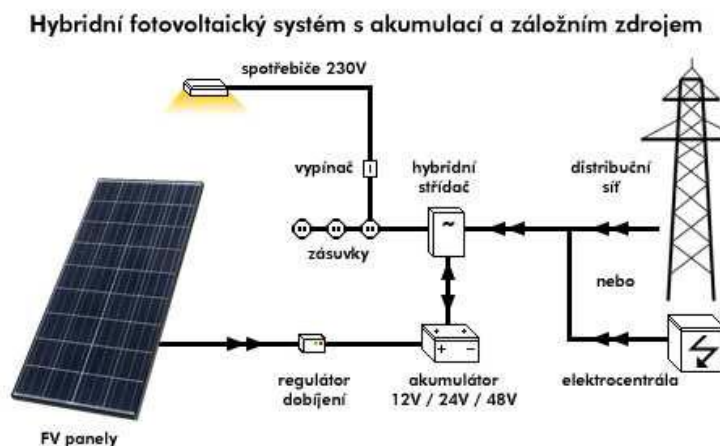 Hybridní fotovoltaický systém s akumulací a záložním zdrojem
spotřebiče 230V
vypínač
hybridní
střídač
distribuční
síť
zásuvky
nebo
regulátor
dobíjení
akumulátor
12V / 24V / 48V
elektrocentrála
FV panely